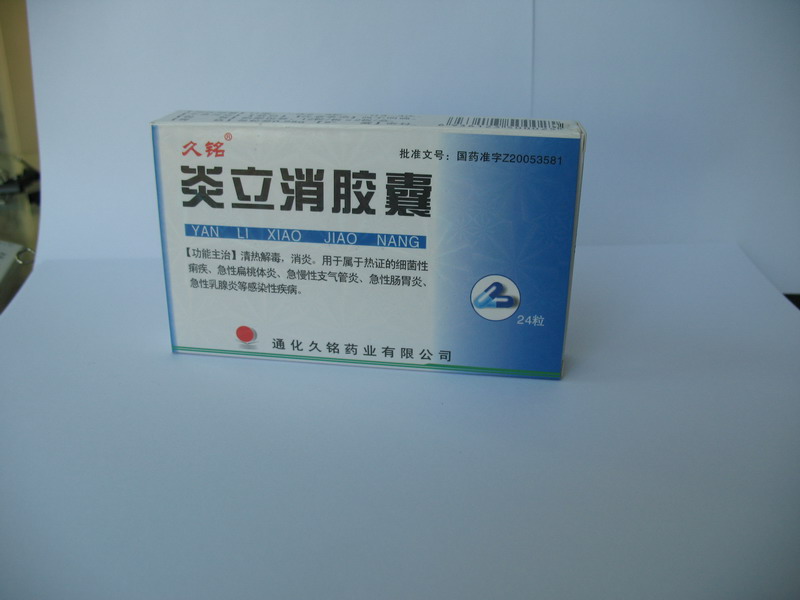 久铭®
批准文号：国药准字Z20053581
炎立消胶囊
YAN LI XIAO JIAO NANG
【功能主治】清热解毒，消炎。用于属于热证的细菌性
痢疾、急性扁桃体炎、急慢性支气管炎、急性肠胃炎、
急性乳腺炎等感染性疾病。
24粒
通化久铭药业有限公司